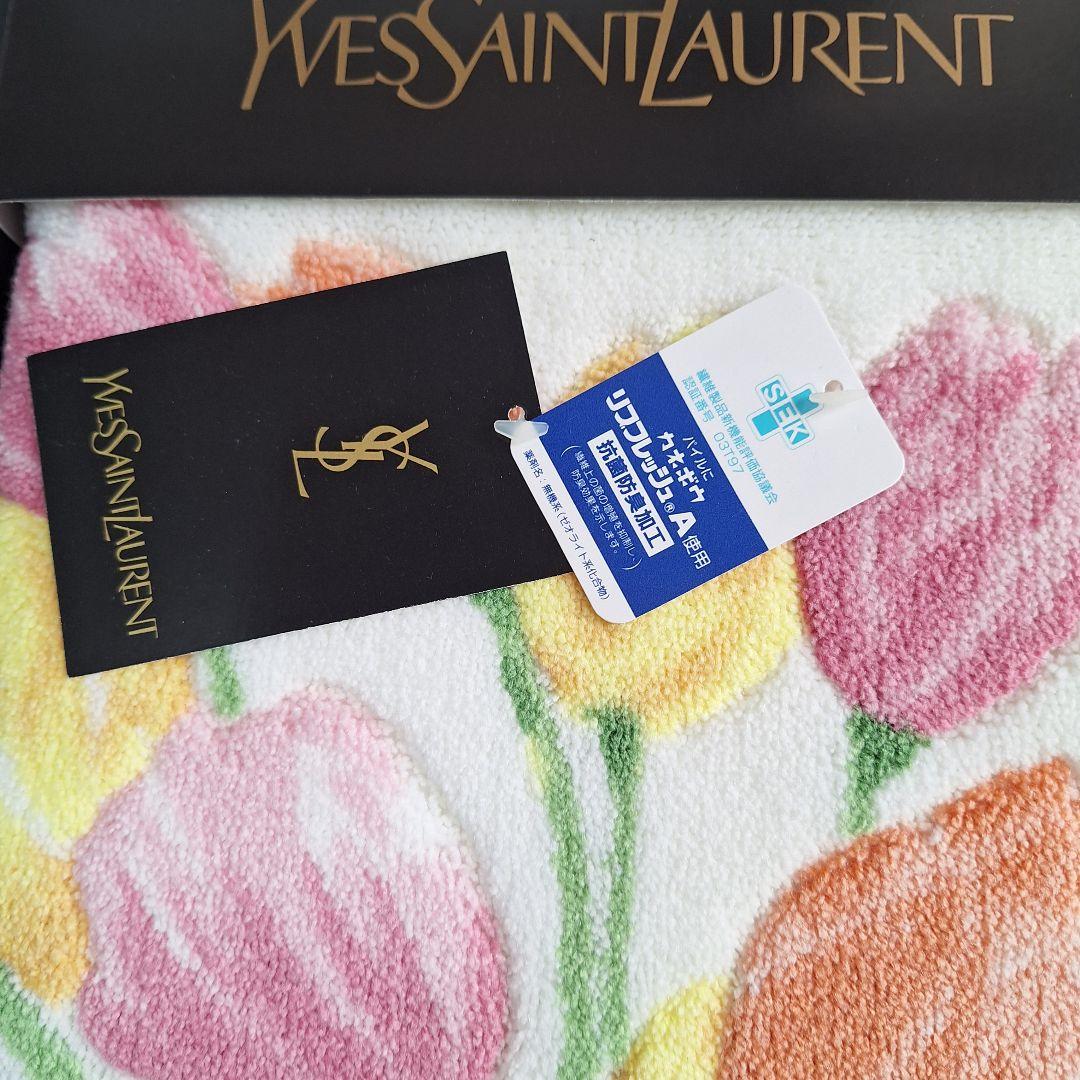 YVESSAINTLAURENT
YSL
YVESSAINTLAURENT
SEK
繊維製品新機能評価協議会
認証番号 03T97
パイルに
カネボウ
リブフレッシュ®A使用
抗菌防臭加工
(繊維上の菌の増殖を抑制し、
防臭効果を示します。)
薬剤名:無機系(ゼオライト系化合物)